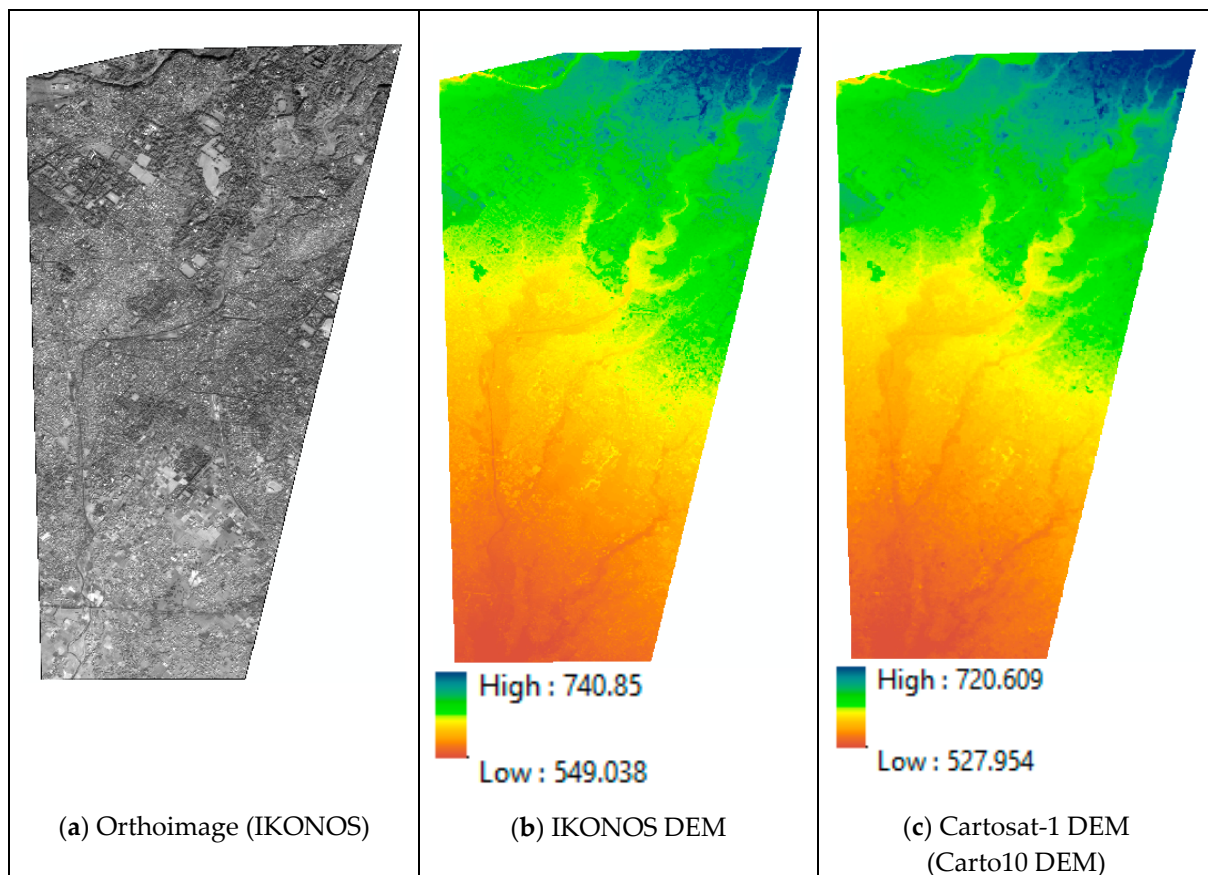 High : 740.85
Low : 549.038
High : 720.609
Low : 527.954
(a) Orthoimage (IKONOS)
(b) IKONOS DEM
(c) Cartosat-1 DEM
(Carto10 DEM)